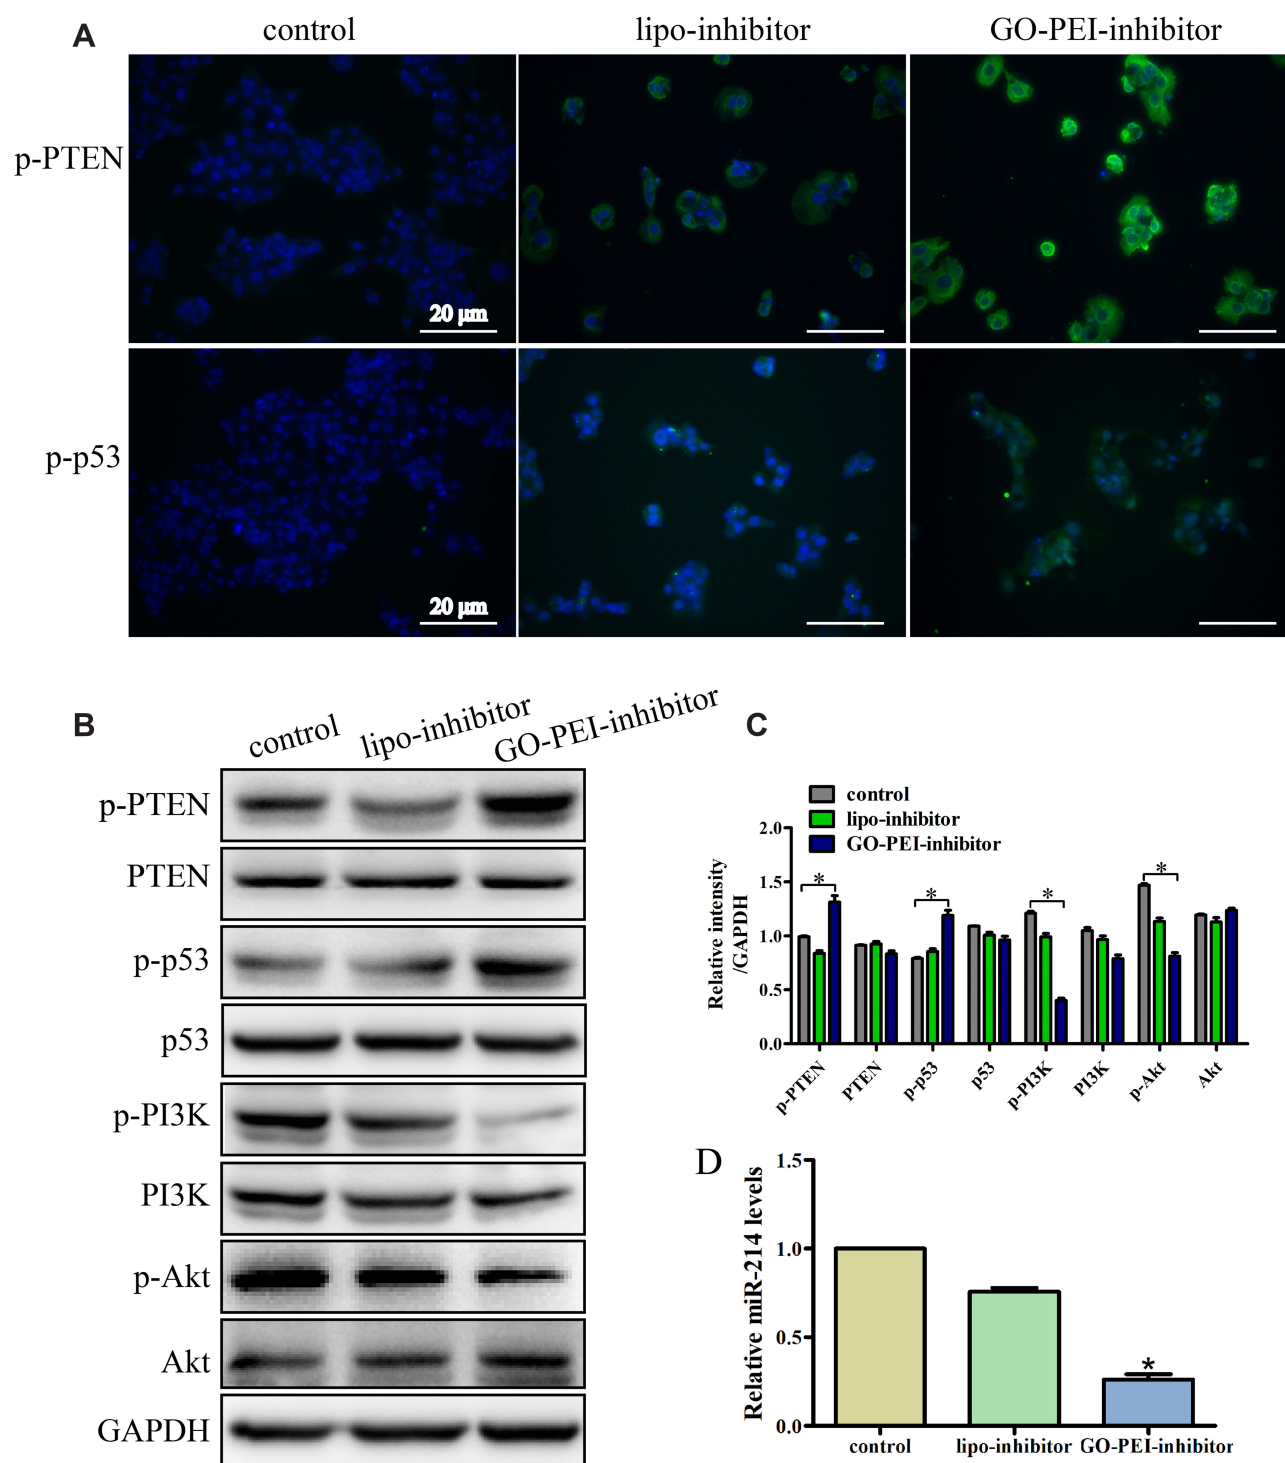 A
control
lipo-inhibitor
GO-PEI-inhibitor
p-PTEN
20 µm
p-p53
20 µm
B
control
lipo-inhibitor
GO-PEI-inhibitor
p-PTEN
PTEN
p-p53
p53
p-PI3K
PI3K
p-Akt
Akt
GAPDH
C
control
lipo-inhibitor
GO-PEI-inhibitor
Relative intensity
/GAPDH
2.0
1.5
1.0
0.5
0.0
*
*
*
*
p-PTEN
PTEN
p-p53
p53
p-PI3K
PI3K
p-Akt
Akt
D
Relative miR-214 levels
1.5
1.0
0.5
0.0
*
control
lipo-inhibitor
GO-PEI-inhibitor